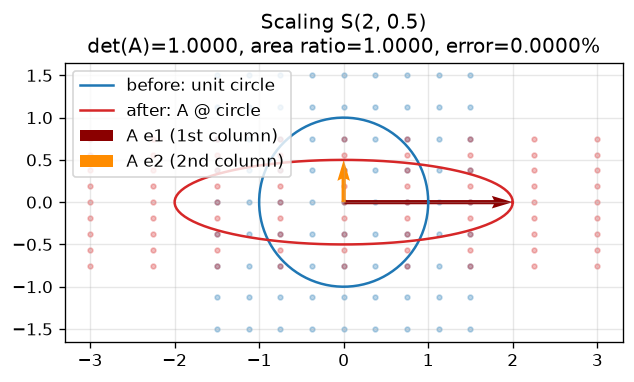 Scaling S(2, 0.5)
det(A)=1.0000, area ratio=1.0000, error=0.0000%
before: unit circle
after: A @ circle
A e1 (1st column)
A e2 (2nd column)
1.5
1.0
0.5
0.0
−0.5
−1.0
−1.5
−3 −2 −1 0 1 2 3